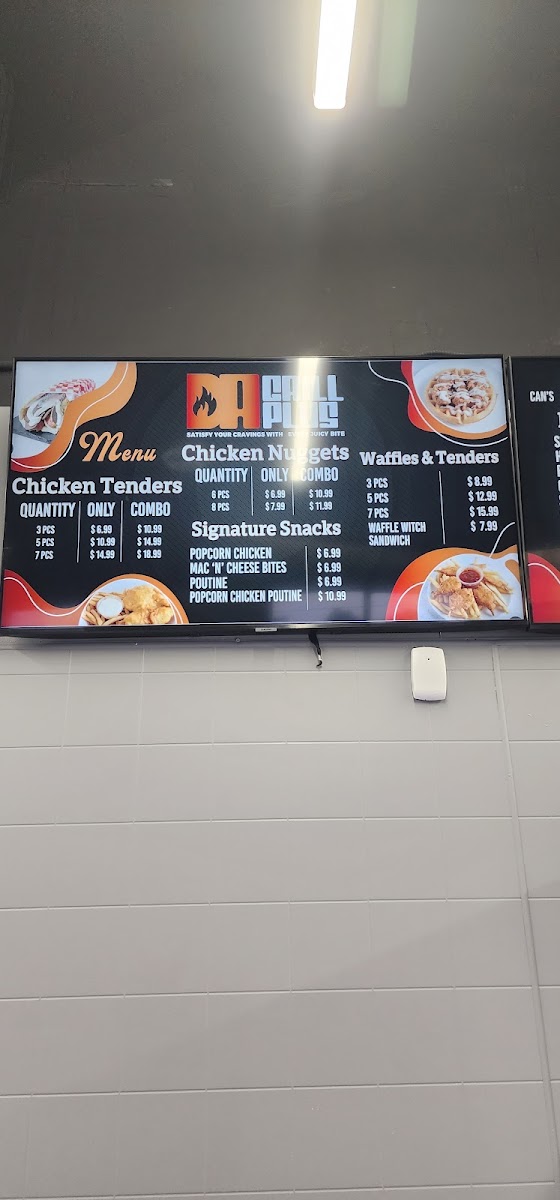 DA GRILL PLUS
SATISFY YOUR CRAVINGS WITH EVERY JUICY BITE
Menu
Chicken Tenders
QUANTITY ONLY COMBO
3 PCS $ 6.99 $ 10.99
5 PCS $ 10.99 $ 14.99
7 PCS $ 14.99 $ 18.99
Chicken Nuggets
QUANTITY ONLY COMBO
6 PCS $ 6.99 $ 10.99
8 PCS $ 7.99 $ 11.99
Signature Snacks
POPCORN CHICKEN $ 6.99
MAC 'N' CHEESE BITES $ 6.99
POUTINE $ 6.99
POPCORN CHICKEN POUTINE $ 10.99
Waffles & Tenders
3 PCS $ 8.99
5 PCS $ 12.99
7 PCS $ 15.99
WAFFLE WITCH $ 7.99
SANDWICH
CAN'S